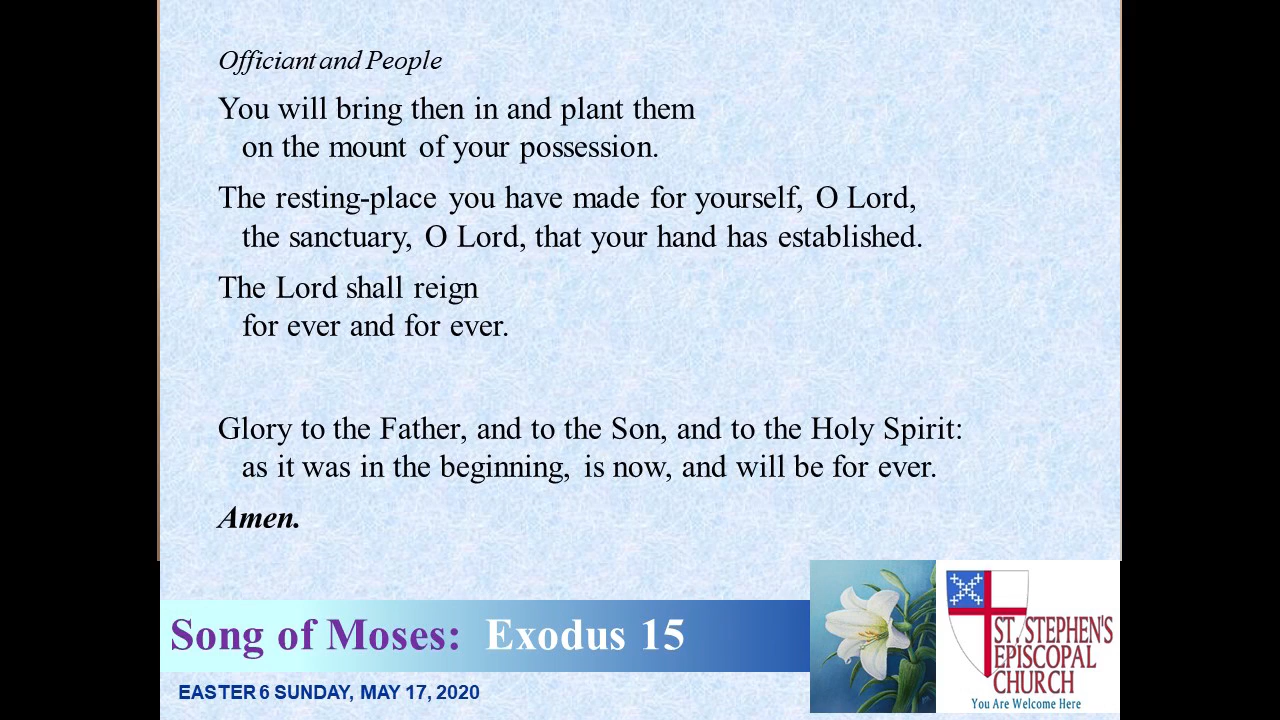 Officiant and People
You will bring then in and plant them
on the mount of your possession.
The resting-place you have made for yourself, O Lord,
the sanctuary, O Lord, that your hand has established.
The Lord shall reign
for ever and for ever.
Glory to the Father, and to the Son, and to the Holy Spirit:
as it was in the beginning, is now, and will be for ever.
Amen.
Song of Moses: Exodus 15
EASTER 6 SUNDAY, MAY 17, 2020
ST. STEPHEN'S
EPISCOPAL
CHURCH
You Are Welcome Here